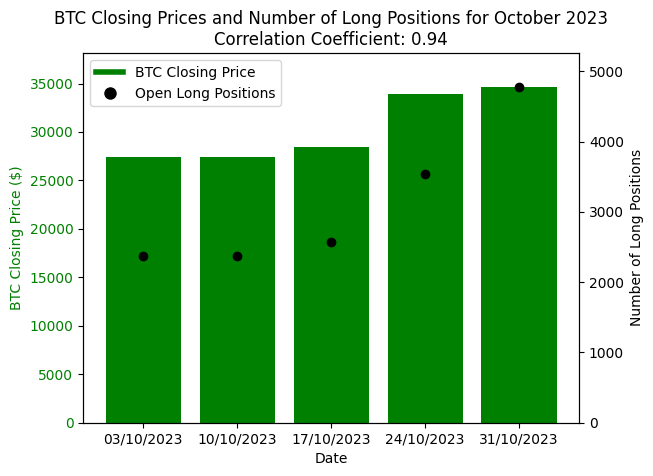 BTC Closing Prices and Number of Long Positions for October 2023
Correlation Coefficient: 0.94
BTC Closing Price
Open Long Positions
BTC Closing Price ($)
35000
30000
25000
20000
15000
10000
5000
0
5000
4000
3000
2000
1000
0
Number of Long Positions
03/10/2023 10/10/2023 17/10/2023 24/10/2023 31/10/2023
Date